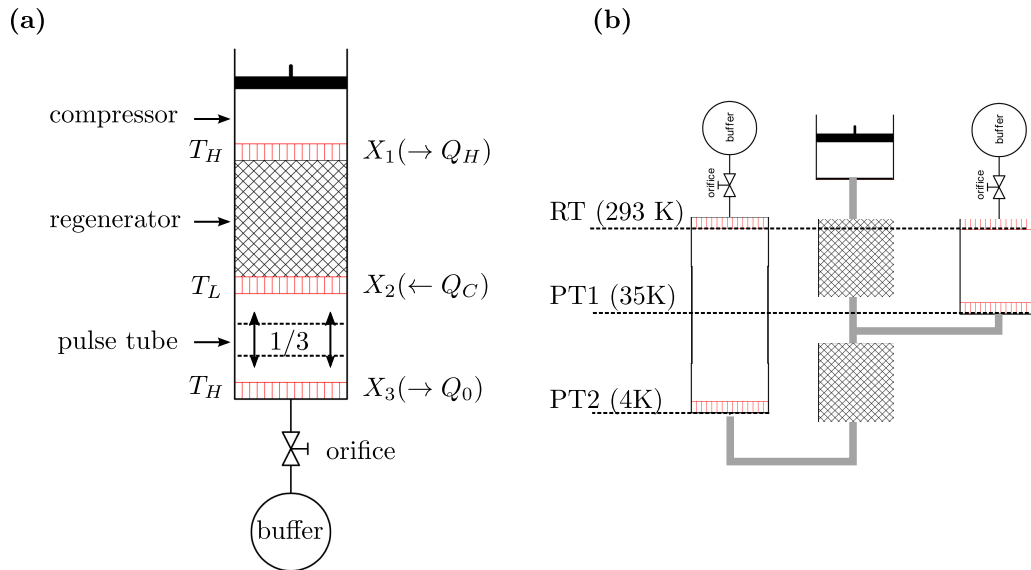 (a)
compressor
T_H
X_1(→ Q_H)
regenerator
T_L
X_2(← Q_C)
pulse tube
1/3
T_H
X_3(→ Q_0)
orifice
buffer
(b)
buffer
buffer
orifice
orifice
RT (293 K)
PT1 (35K)
PT2 (4K)